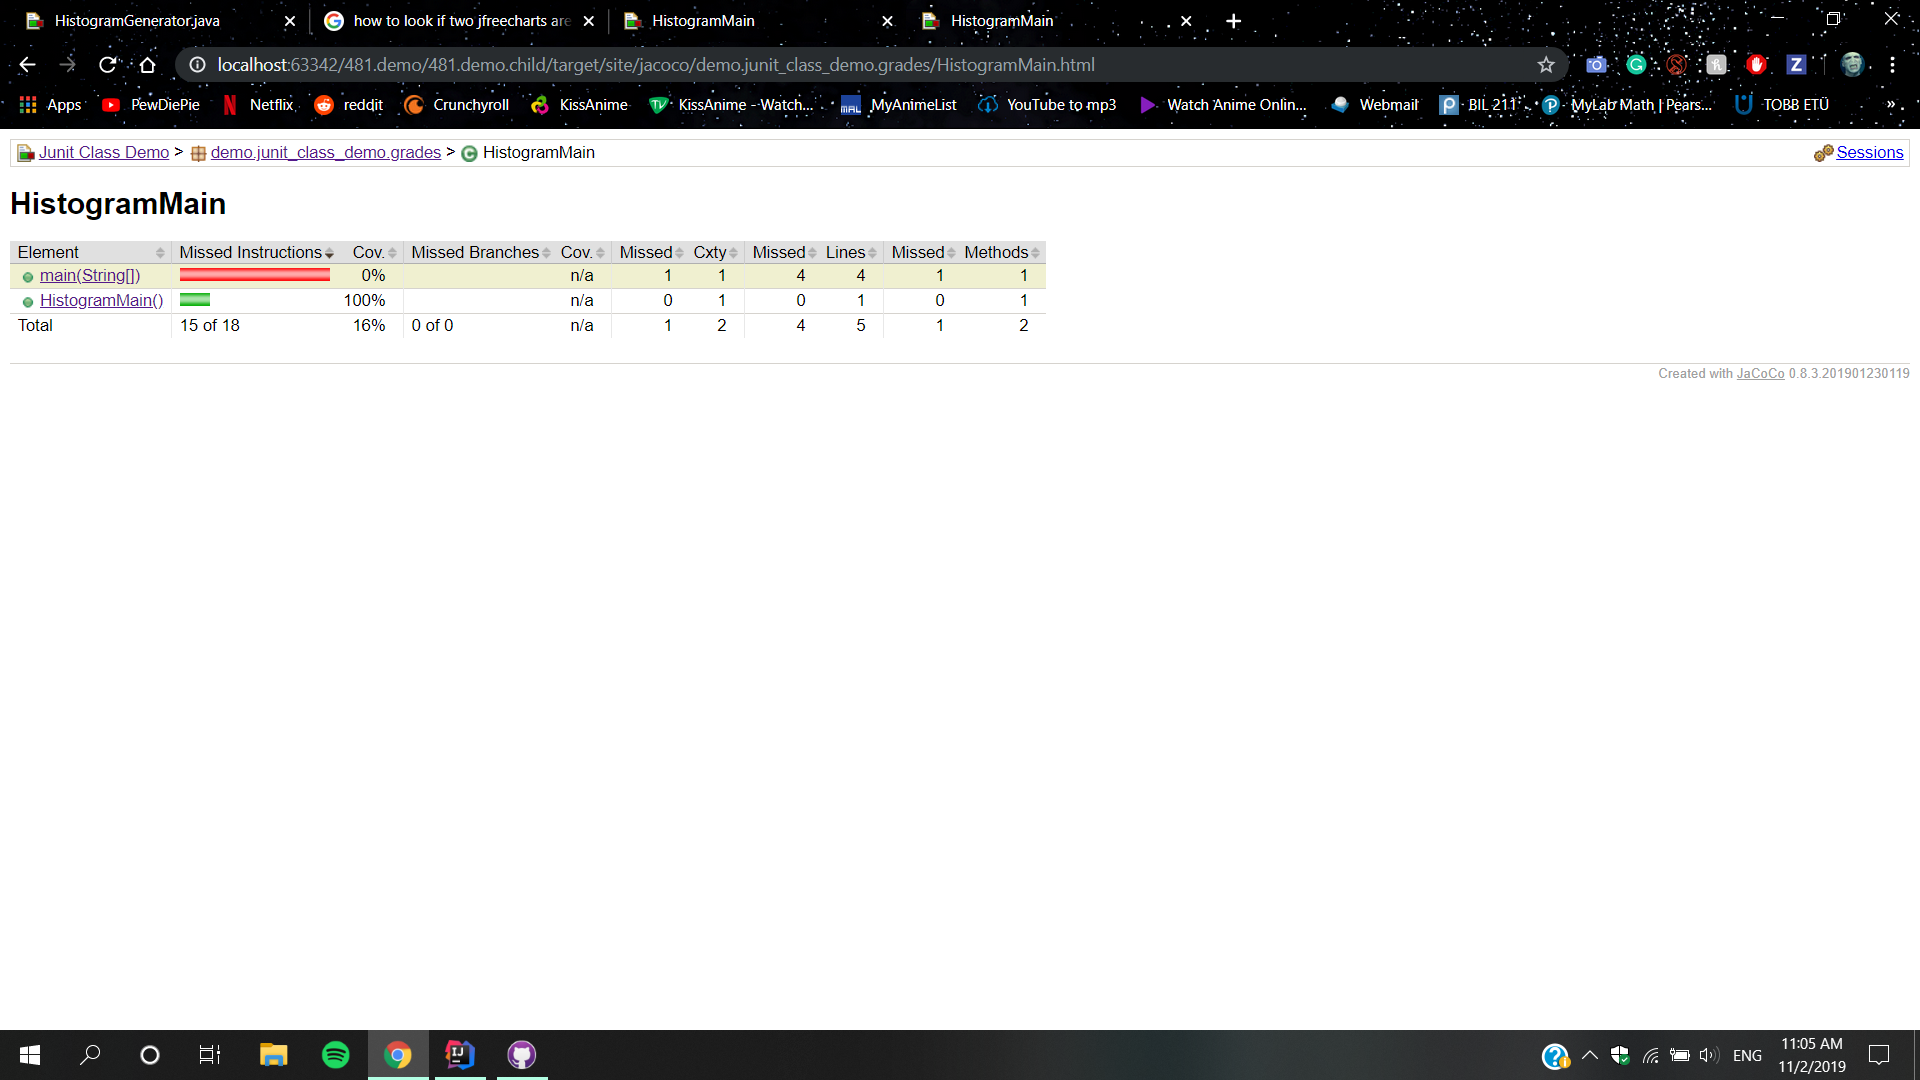 HistogramGenerator.java
how to look if two jfreecharts are
HistogramMain
HistogramMain
localhost:63342/481.demo/481.demo.child/target/site/jacoco/demo.junit_class_demo.grades/HistogramMain.html
Apps PewDiePie Netflix reddit Crunchyroll KissAnime KissAnime - Watch... MyAnimeList YouTube to mp3 Watch Anime Onlin... Webmail BIL 211 MyLab Math | Pears... TOBB ETÜ »
Junit Class Demo > demo.junit_class_demo.grades > HistogramMain Sessions
HistogramMain
Element Missed Instructions Cov. Missed Branches Cov. Missed Cxty Missed Lines Missed Methods
main(String[]) 0% n/a 1 1 4 4 1 1
HistogramMain() 100% n/a 0 1 0 1 0 1
Total 15 of 18 16% 0 of 0 n/a 1 2 4 5 1 2
Created with JaCoCo 0.8.3.201901230119
ENG
11:05 AM
11/2/2019